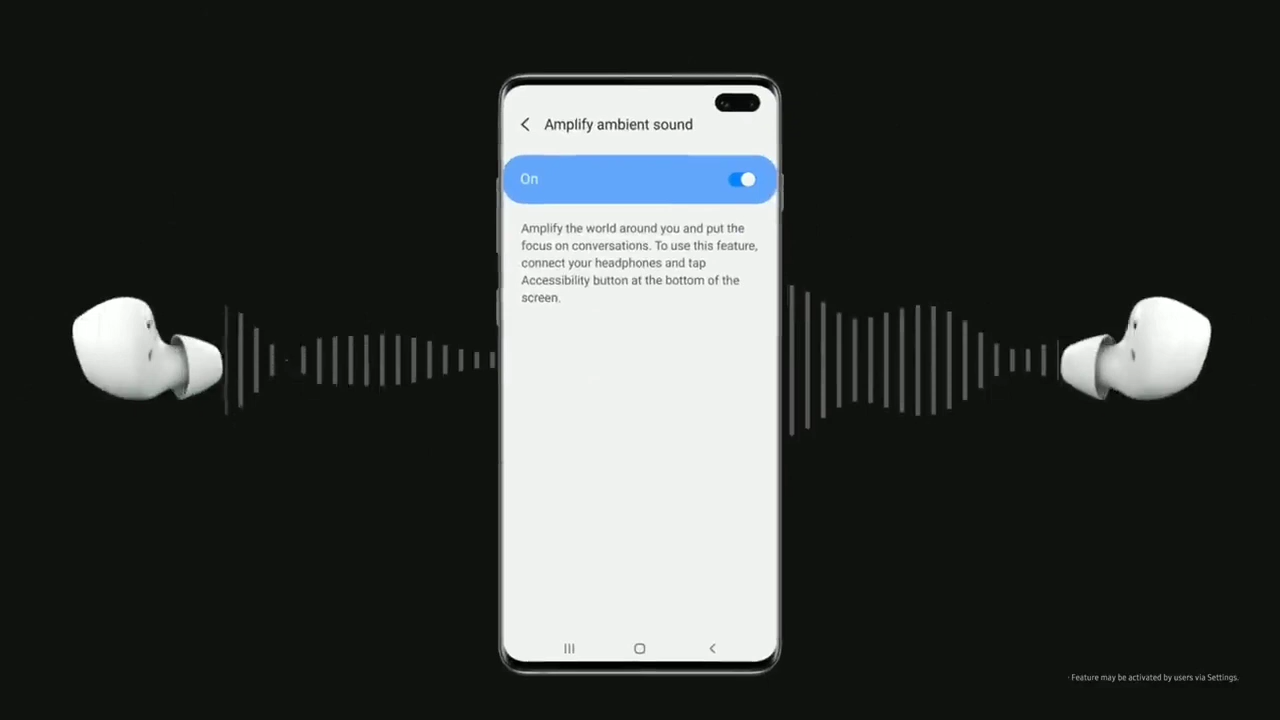 Amplify ambient sound
On
Amplify the world around you and put the
focus on conversations. To use this feature,
connect your headphones and tap
Accessibility button at the bottom of the
screen.
· Feature may be activated by users via Settings.